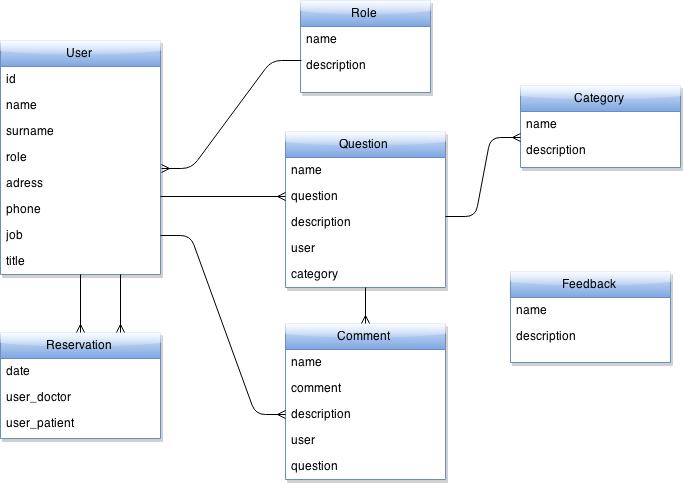 User
id
name
surname
role
adress
phone
job
title
Role
name
description
Question
name
question
description
user
category
Category
name
description
Reservation
date
user_doctor
user_patient
Comment
name
comment
description
user
question
Feedback
name
description